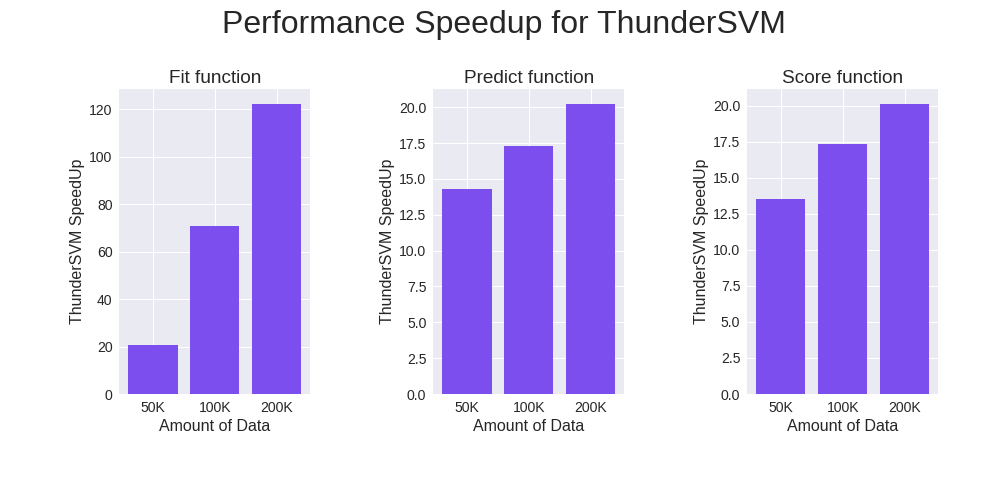 Performance Speedup for ThunderSVM
Fit function
ThunderSVM SpeedUp
120
100
80
60
40
20
0
50K 100K 200K
Amount of Data
Predict function
ThunderSVM SpeedUp
20.0
17.5
15.0
12.5
10.0
7.5
5.0
2.5
0.0
50K 100K 200K
Amount of Data
Score function
ThunderSVM SpeedUp
20.0
17.5
15.0
12.5
10.0
7.5
5.0
2.5
0.0
50K 100K 200K
Amount of Data